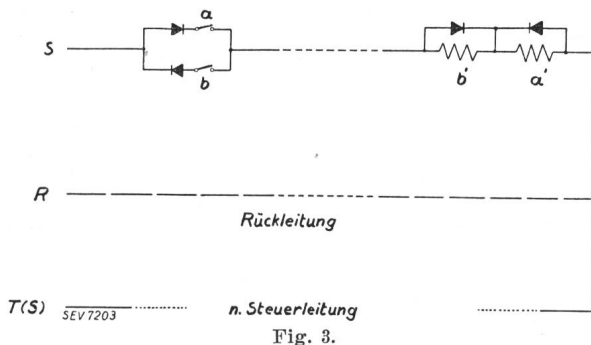 a
S
b
b'
a'
R
Rückleitung
T(S)
SEV7203
n. Steuerleitung
Fig. 3.